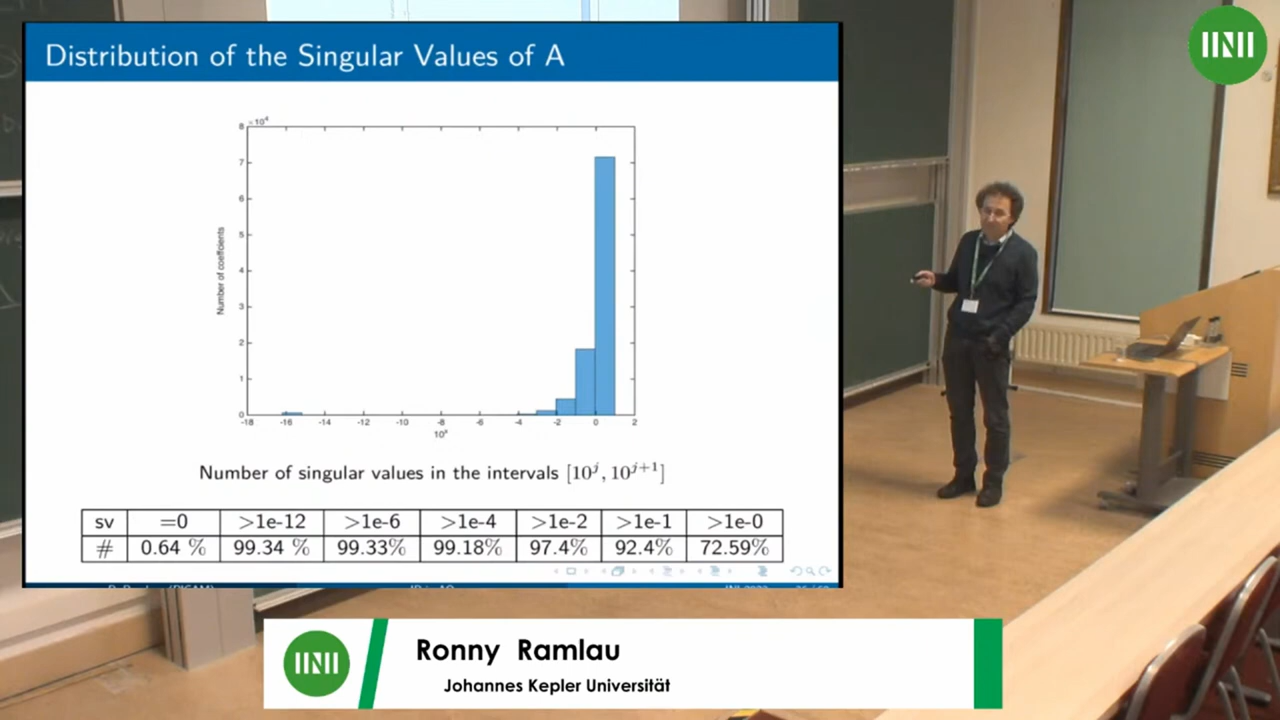 INI
Distribution of the Singular Values of A
8 ×10⁴
7
6
5
4
3
2
1
0
Number of coefficients
-18 -16 -14 -12 -10 -8 -6 -4 -2 0 2
10ˣ
Number of singular values in the intervals [10ʲ, 10ʲ⁺¹]
sv =0 >1e-12 >1e-6 >1e-4 >1e-2 >1e-1 >1e-0
# 0.64 % 99.34 % 99.33% 99.18% 97.4% 92.4% 72.59%
INI
Ronny Ramlau
Johannes Kepler Universität